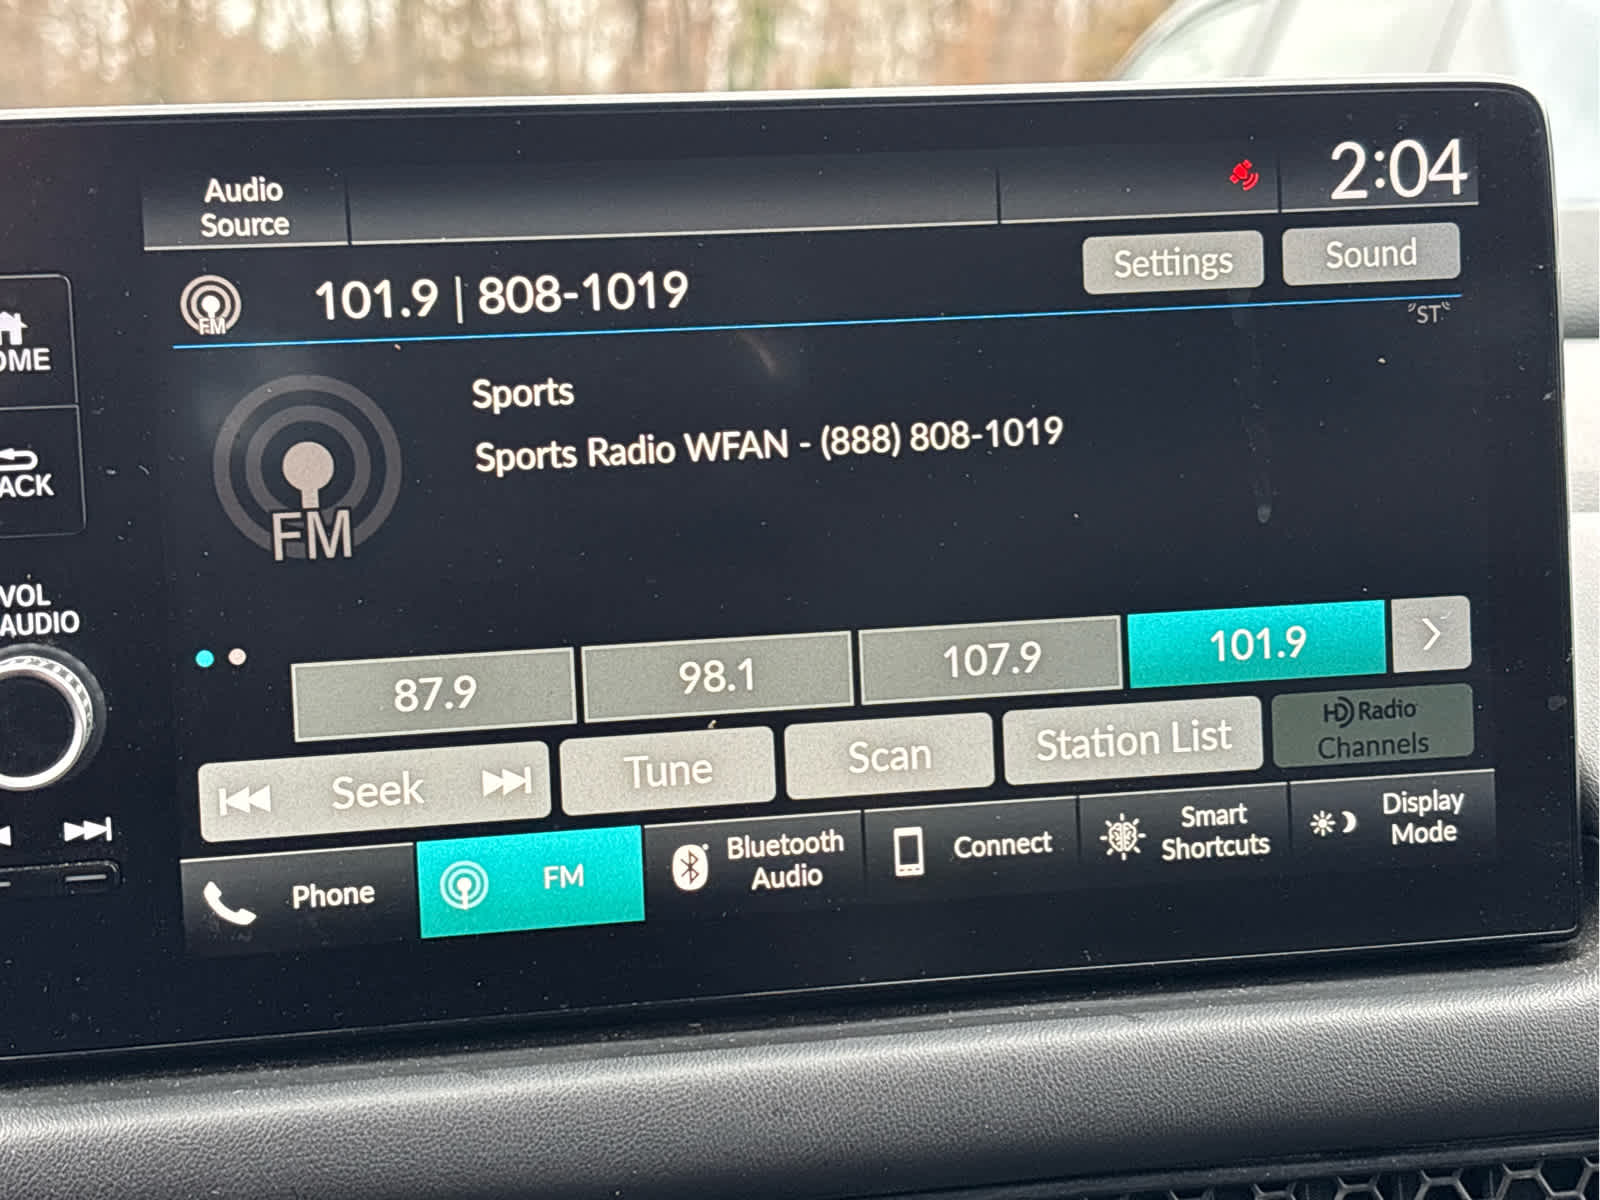 Audio
Source
2:04
FM
101.9 | 808-1019
Settings
Sound
"ST"
OME
ACK
Sports
Sports Radio WFAN - (888) 808-1019
FM
VOL
AUDIO
87.9
98.1
107.9
101.9
Seek
Tune
Scan
Station List
HD Radio
Channels
Phone
FM
Bluetooth
Audio
Connect
Smart
Shortcuts
Display
Mode